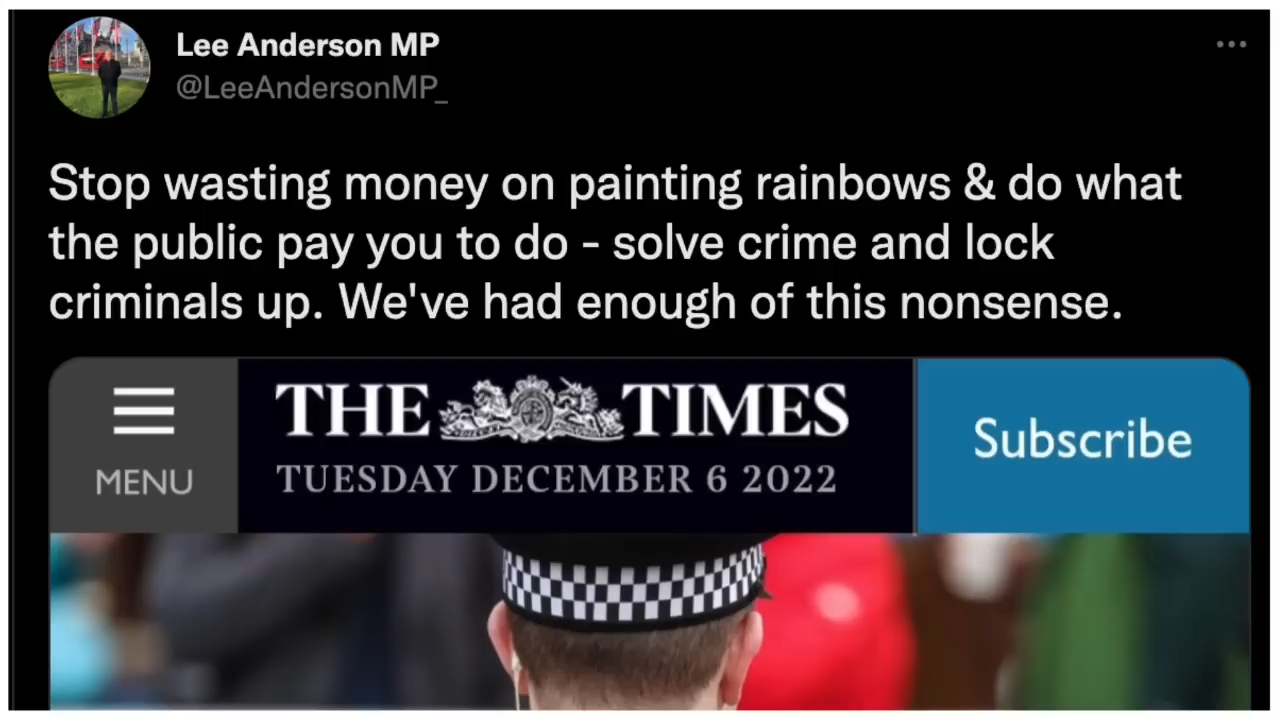 Lee Anderson MP
@LeeAndersonMP_
Stop wasting money on painting rainbows & do what
the public pay you to do - solve crime and lock
criminals up. We've had enough of this nonsense.
THE TIMES
Subscribe
MENU
TUESDAY DECEMBER 6 2022